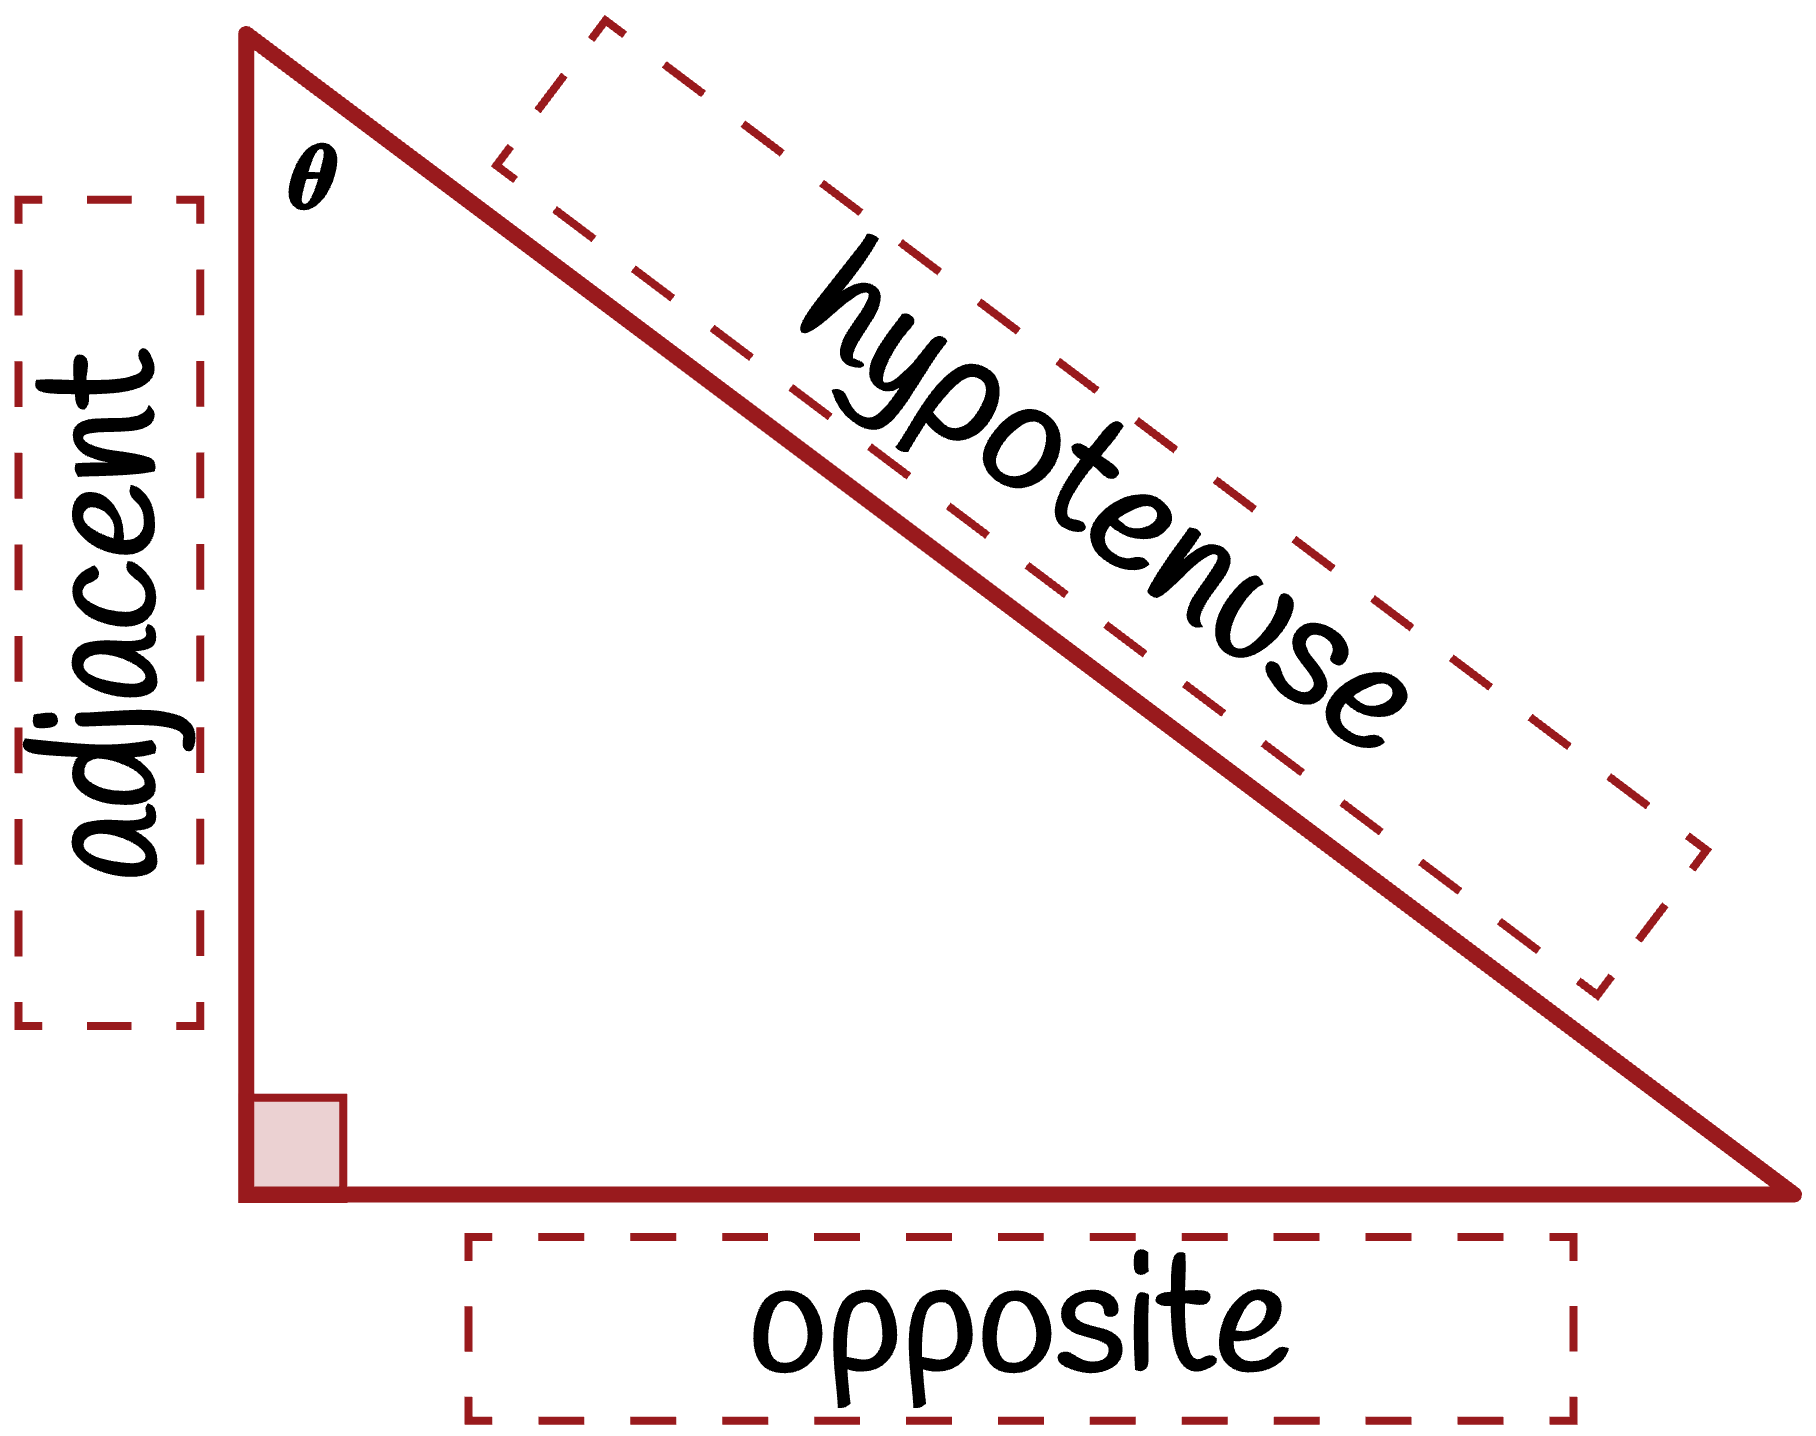 θ
hypotenuse
adjacent
opposite